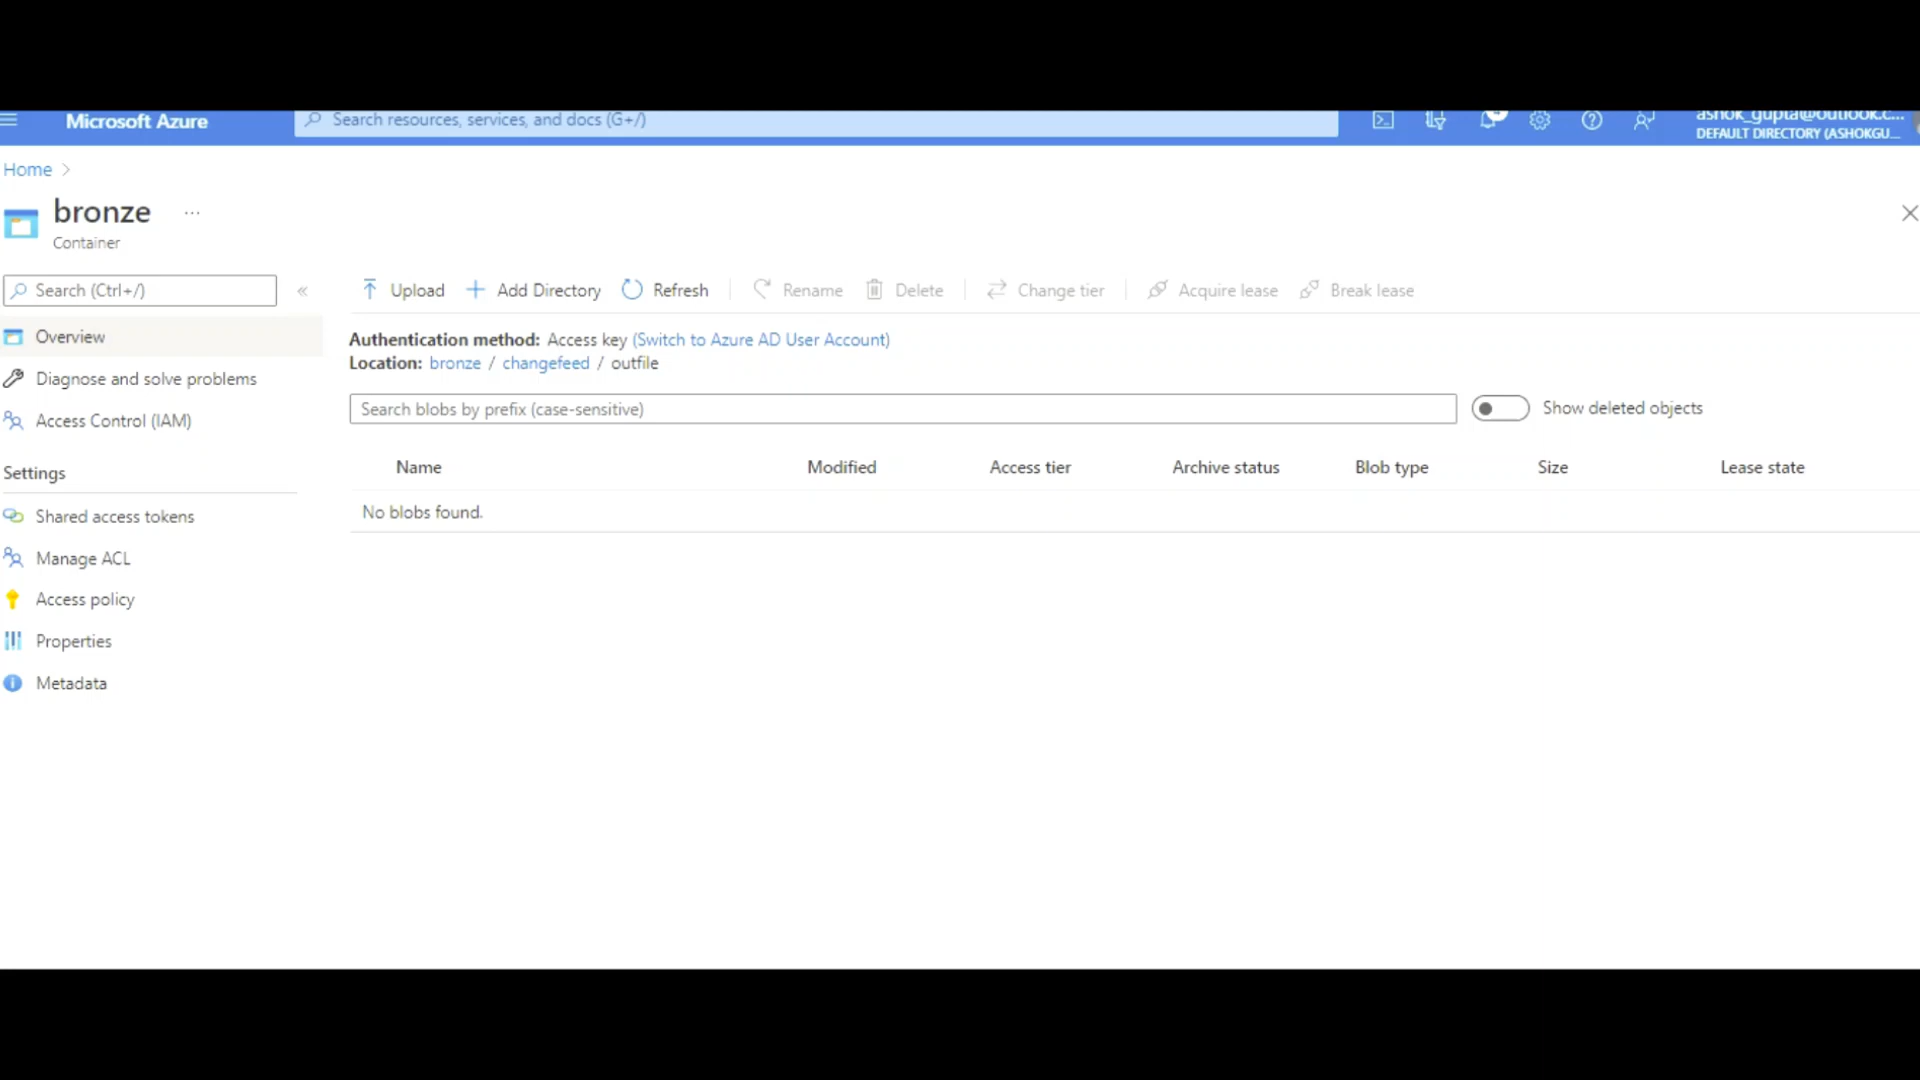 Microsoft Azure
Search resources, services, and docs (G+/)
ashok_gupta@outlook.c...
DEFAULT DIRECTORY (ASHOKGU...
Home
bronze ...
Container
Search (Ctrl+/)
«
Upload Add Directory Refresh Rename Delete Change tier Acquire lease Break lease
Overview
Diagnose and solve problems
Access Control (IAM)
Settings
Shared access tokens
Manage ACL
Access policy
Properties
Metadata
Authentication method: Access key (Switch to Azure AD User Account)
Location: bronze / changefeed / outfile
Search blobs by prefix (case-sensitive)
Show deleted objects
Name Modified Access tier Archive status Blob type Size Lease state
No blobs found.